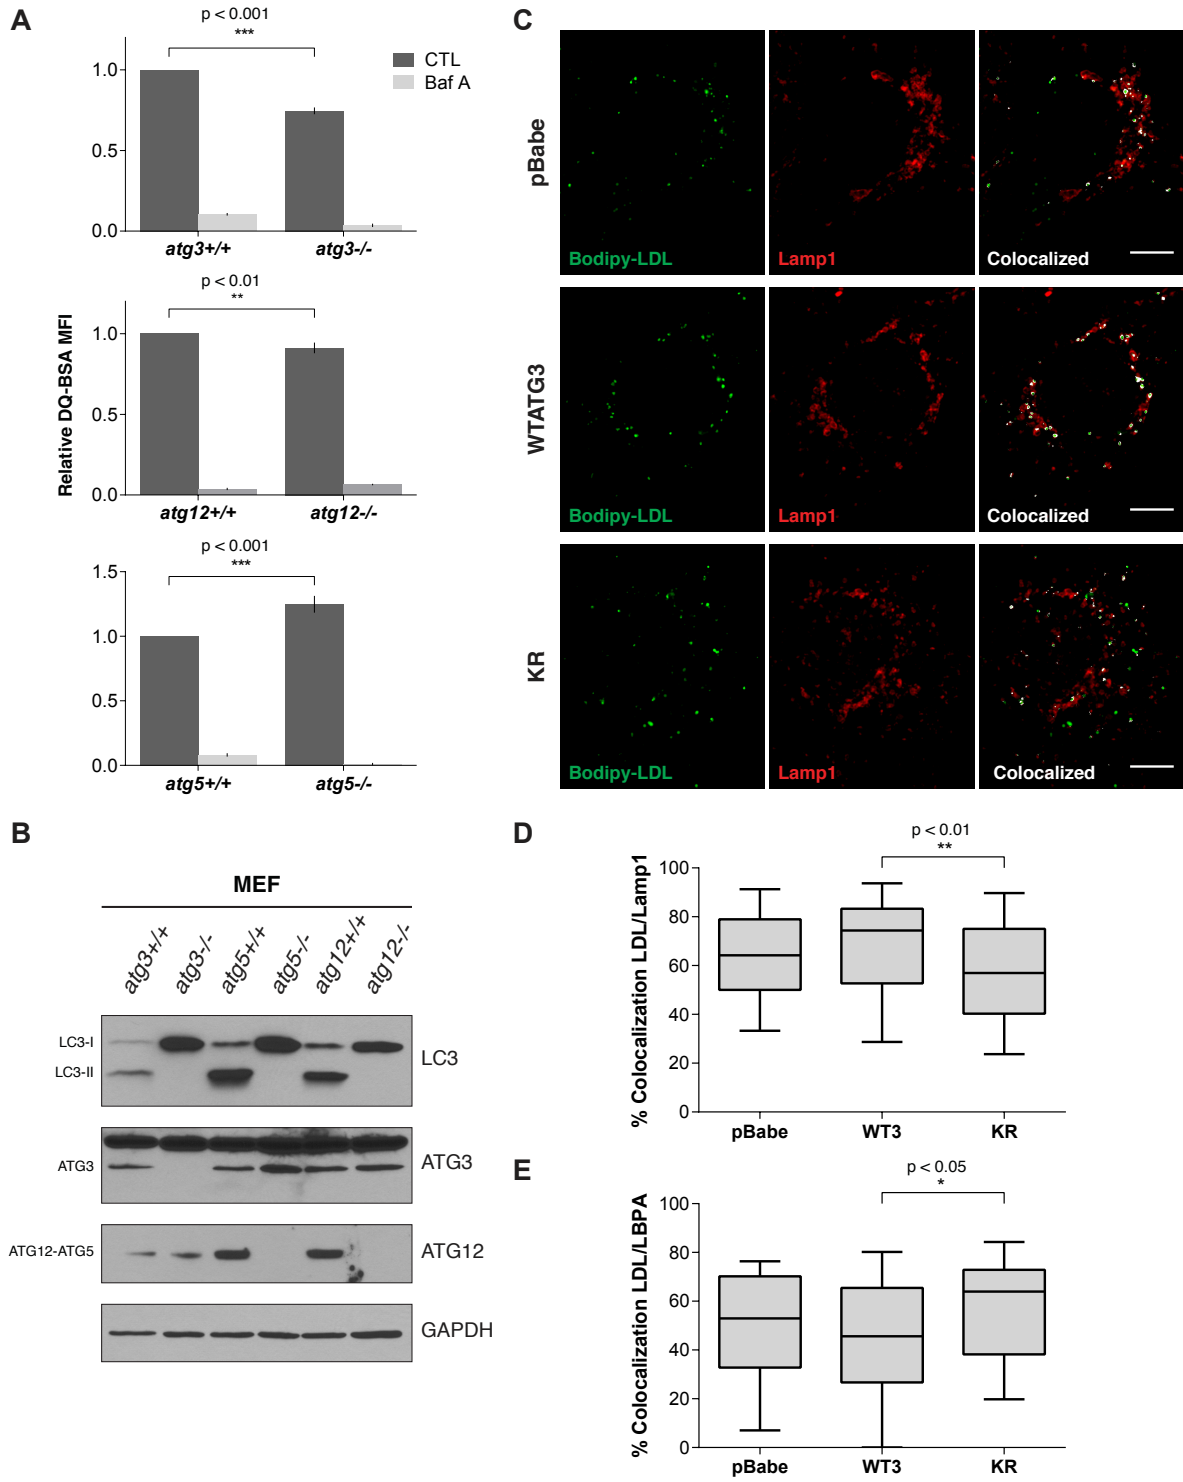 A
p < 0.001
***
CTL
Baf A
1.0
0.5
0.0
atg3+/+
atg3-/-
p < 0.01
**
1.0
0.5
0.0
atg12+/+
atg12-/-
Relative DQ-BSA MFI
p < 0.001
***
1.5
1.0
0.5
0.0
atg5+/+
atg5-/-
B
MEF
atg3+/+
atg3-/-
atg5+/+
atg5-/-
atg12+/+
atg12-/-
LC3-I
LC3-II
LC3
ATG3
ATG3
ATG12-ATG5
ATG12
GAPDH
C
pBabe
Bodipy-LDL
Lamp1
Colocalized
WTATG3
Bodipy-LDL
Lamp1
Colocalized
KR
Bodipy-LDL
Lamp1
Colocalized
D
p < 0.01
**
% Colocalization LDL/Lamp1
100
80
60
40
20
0
pBabe
WT3
KR
E
p < 0.05
*
% Colocalization LDL/LBPA
100
80
60
40
20
0
pBabe
WT3
KR